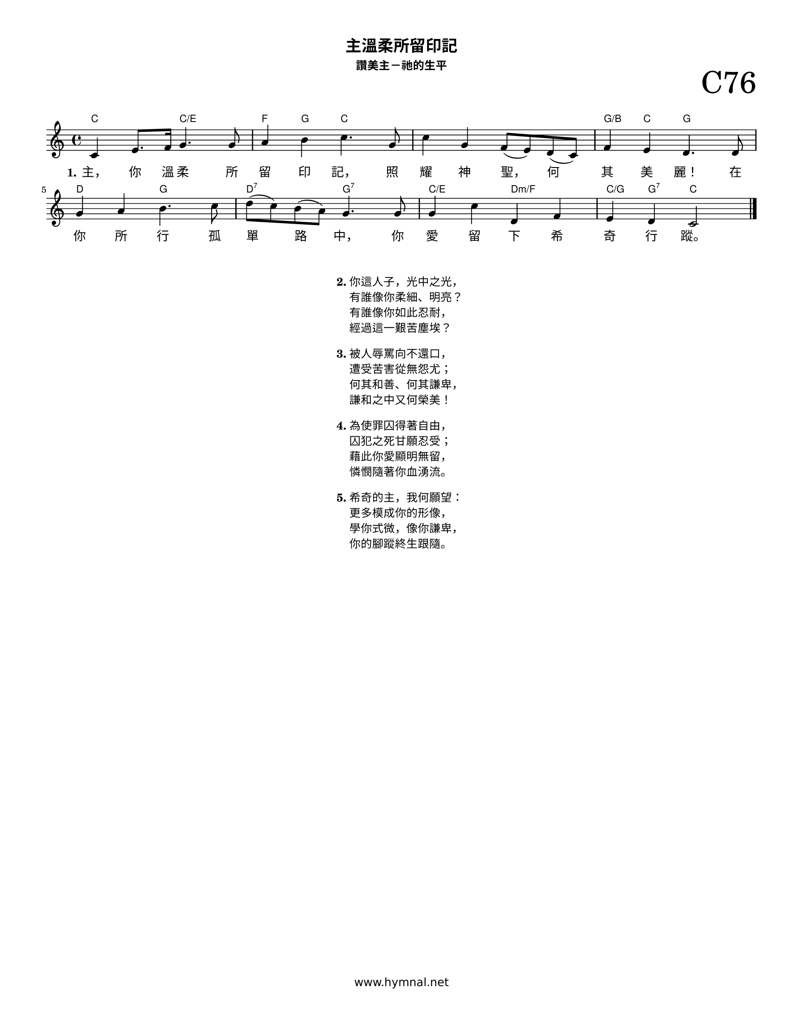 主溫柔所留印記
讚美主－祂的生平
C76
C C/E F G C G/B C G
1. 主， 你 溫 柔 所 留 印 記， 照 耀 神 聖， 何 其 美 麗！ 在
5
D G D7 G7 C/E Dm/F C/G G7 C
你 所 行 孤 單 路 中， 你 愛 留 下 希 奇 行 蹤。
2. 你這人子，光中之光，
有誰像你柔細、明亮？
有誰像你如此忍耐，
經過這一艱苦塵埃？
3. 被人辱罵向不還口，
遭受苦害從無怨尤；
何其和善、何其謙卑，
謙和之中又何榮美！
4. 為使罪囚得著自由，
囚犯之死甘願忍受；
藉此你愛顯明無留，
憐憫隨著你血湧流。
5. 希奇的主，我何願望：
更多模成你的形像，
學你式微，像你謙卑，
你的腳蹤終生跟隨。
www.hymnal.net